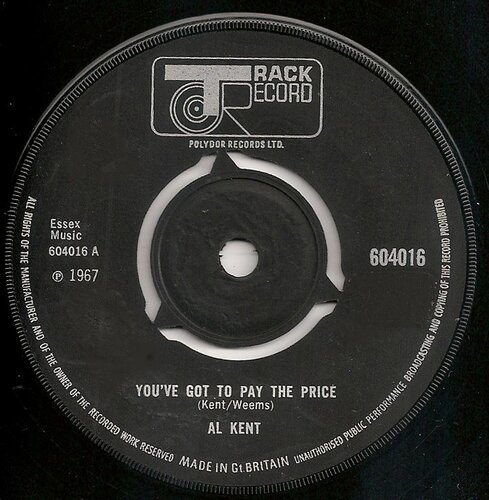 TRACK
RECORD
POLYDOR RECORDS LTD.
Essex
Music
604016 A
℗ 1967
604016
YOU'VE GOT TO PAY THE PRICE
(Kent/Weems)
AL KENT
ALL RIGHTS OF THE MANUFACTURER AND OF THE OWNER OF THE RECORDED WORK RESERVED
MADE IN Gt. BRITAIN
UNAUTHORISED PUBLIC PERFORMANCE BROADCASTING AND COPYING OF THIS RECORD PROHIBITED